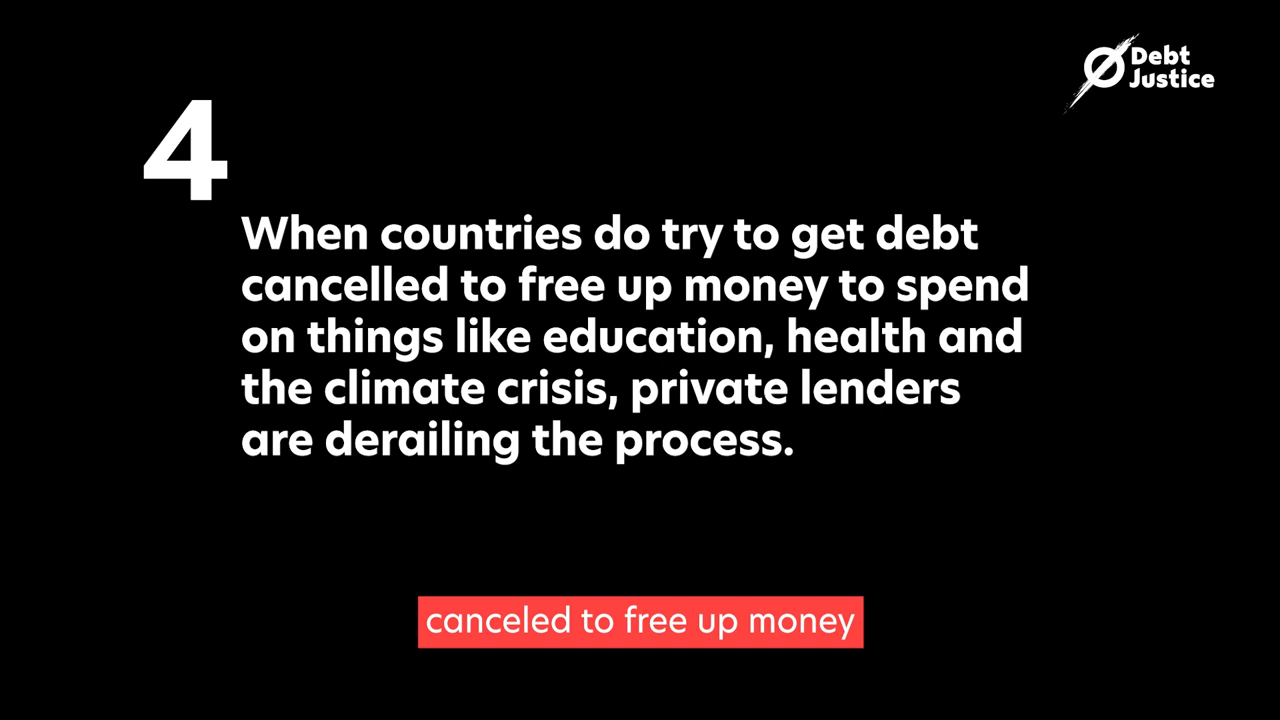 Debt
Justice
4
When countries do try to get debt
cancelled to free up money to spend
on things like education, health and
the climate crisis, private lenders
are derailing the process.
canceled to free up money